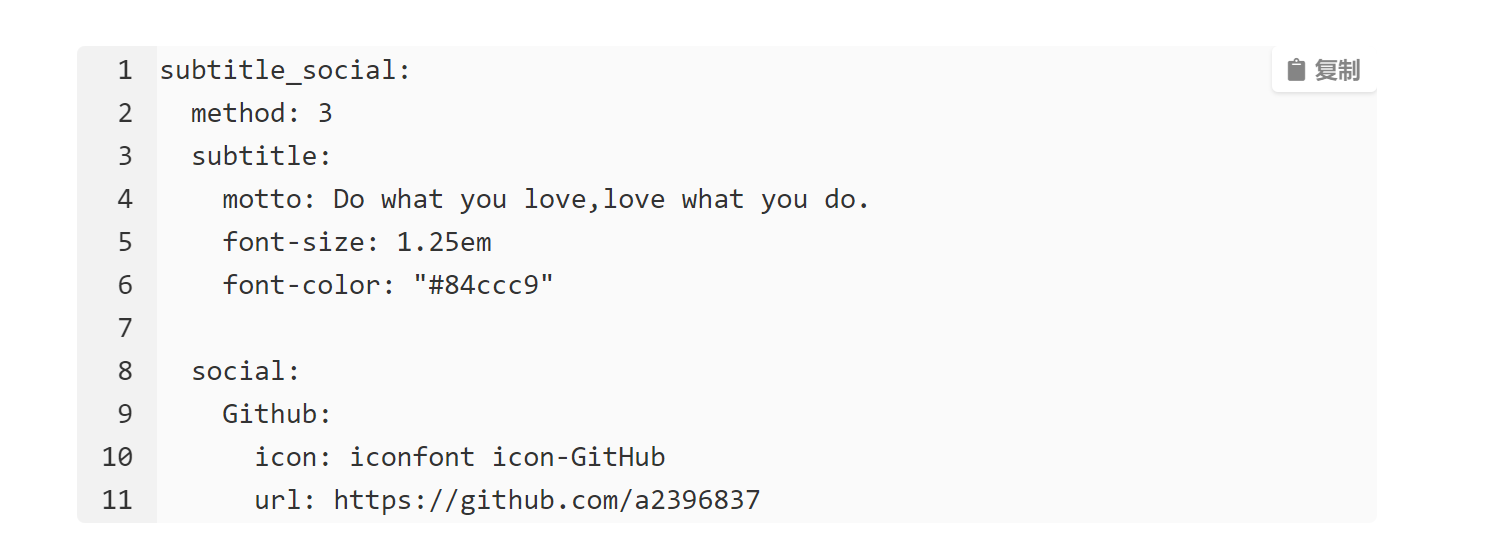 复制
1 subtitle_social:
2   method: 3
3   subtitle:
4     motto: Do what you love,love what you do.
5     font-size: 1.25em
6     font-color: "#84ccc9"
7
8   social:
9     Github:
10       icon: iconfont icon-GitHub
11       url: https://github.com/a2396837